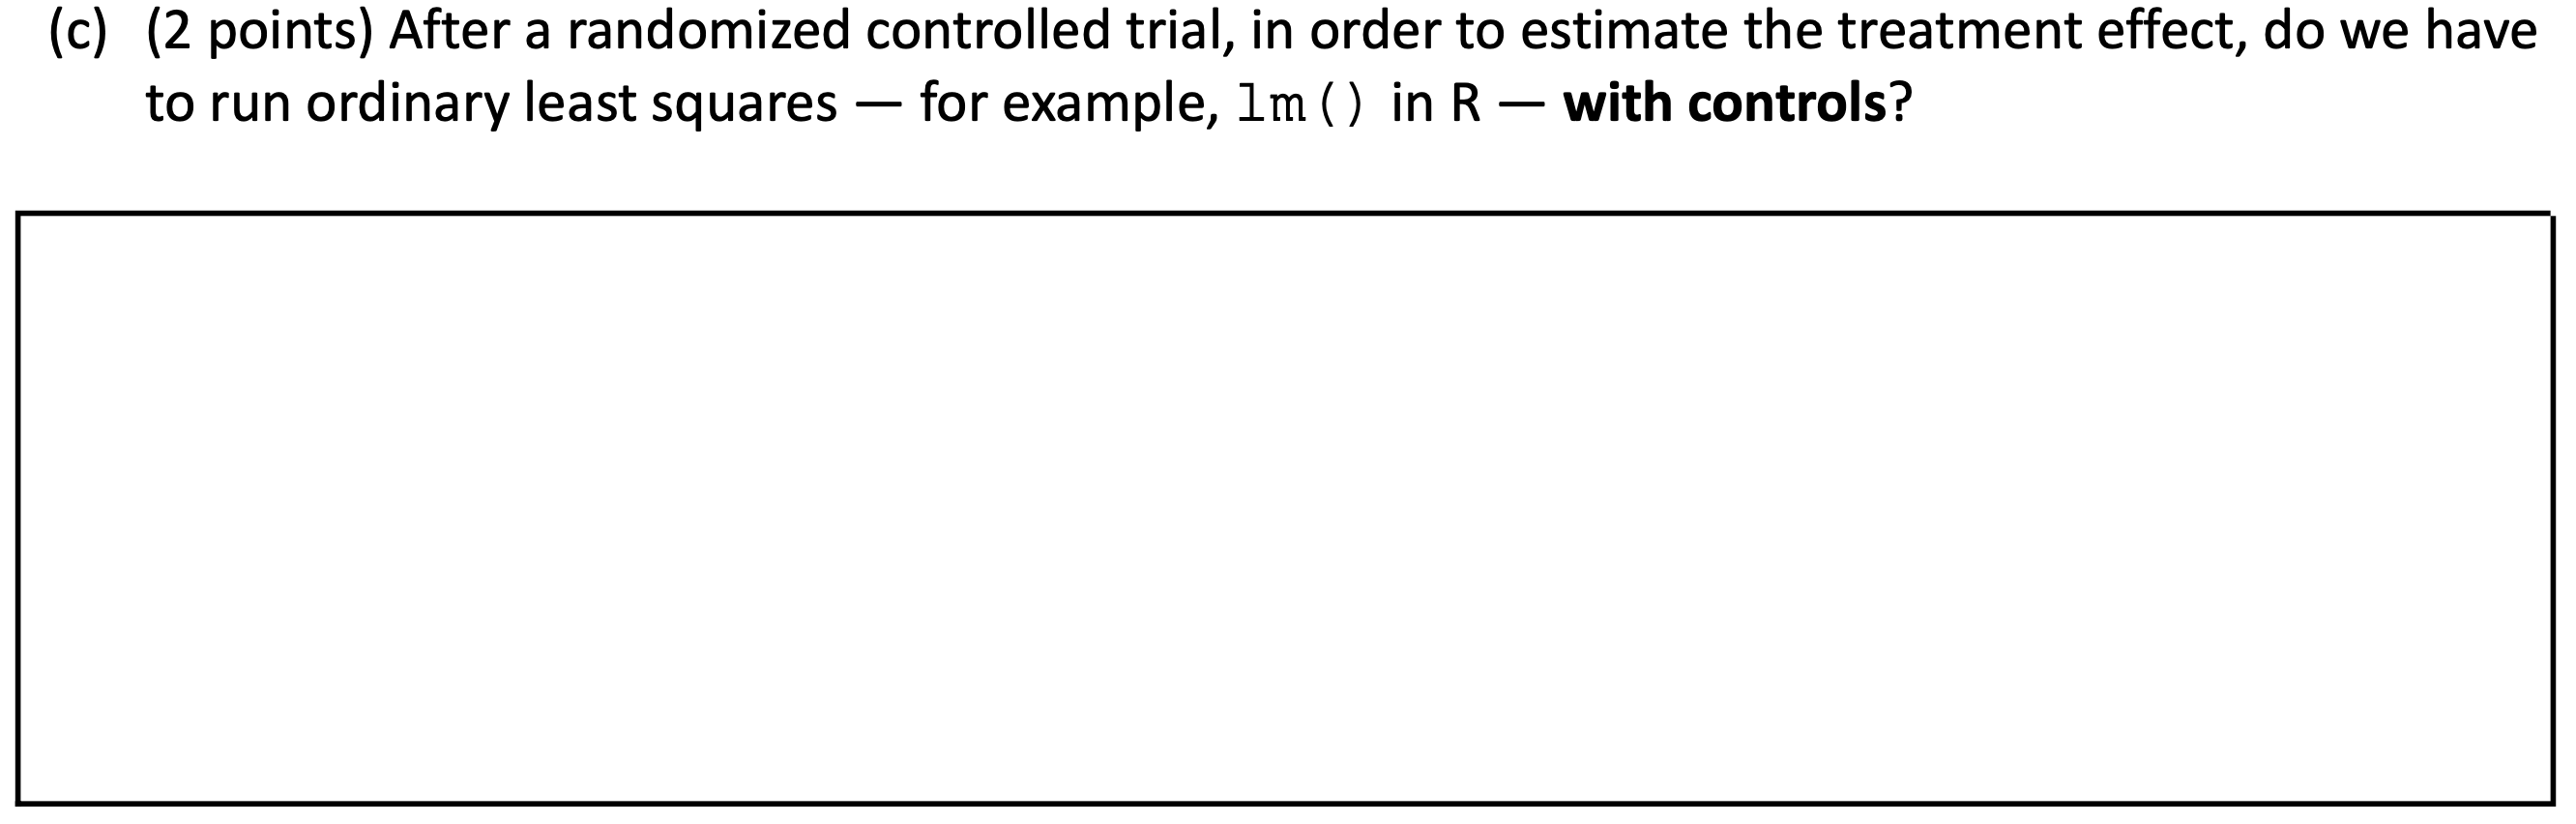 (c) (2 points) After a randomized controlled trial, in order to estimate the treatment effect, do we have
to run ordinary least squares — for example, lm() in R — with controls?